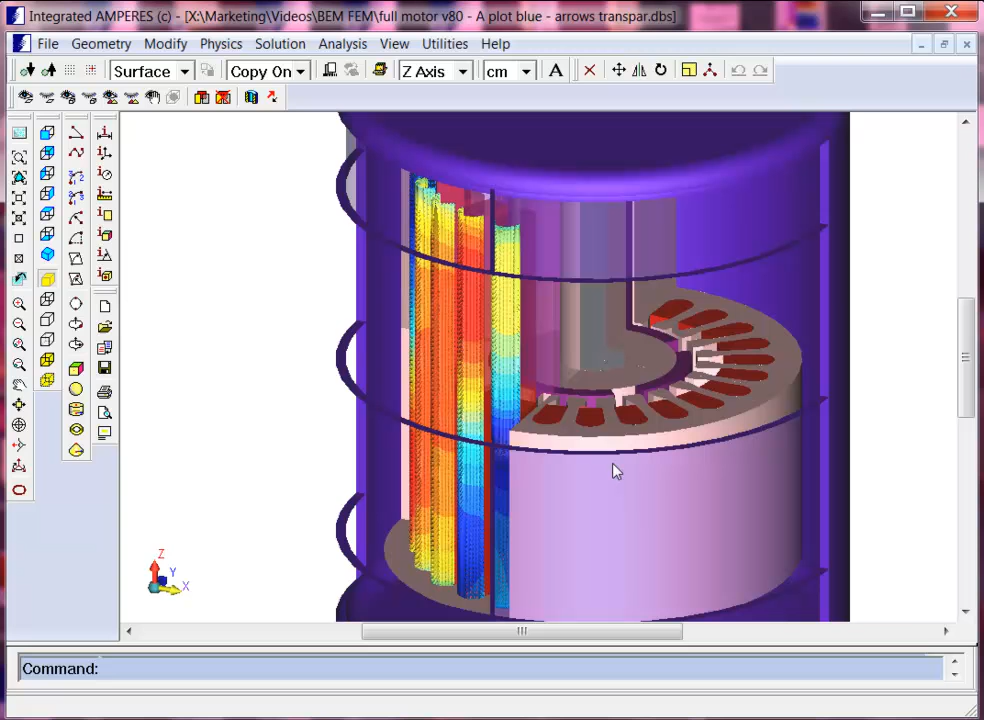 Integrated AMPERES (c) - [X:\Marketing\Videos\BEM FEM\full motor v80 - A plot blue - arrows transpar.dbs]
File Geometry Modify Physics Solution Analysis View Utilities Help
Surface Copy On Z Axis cm A
Z
Y
X
Command: